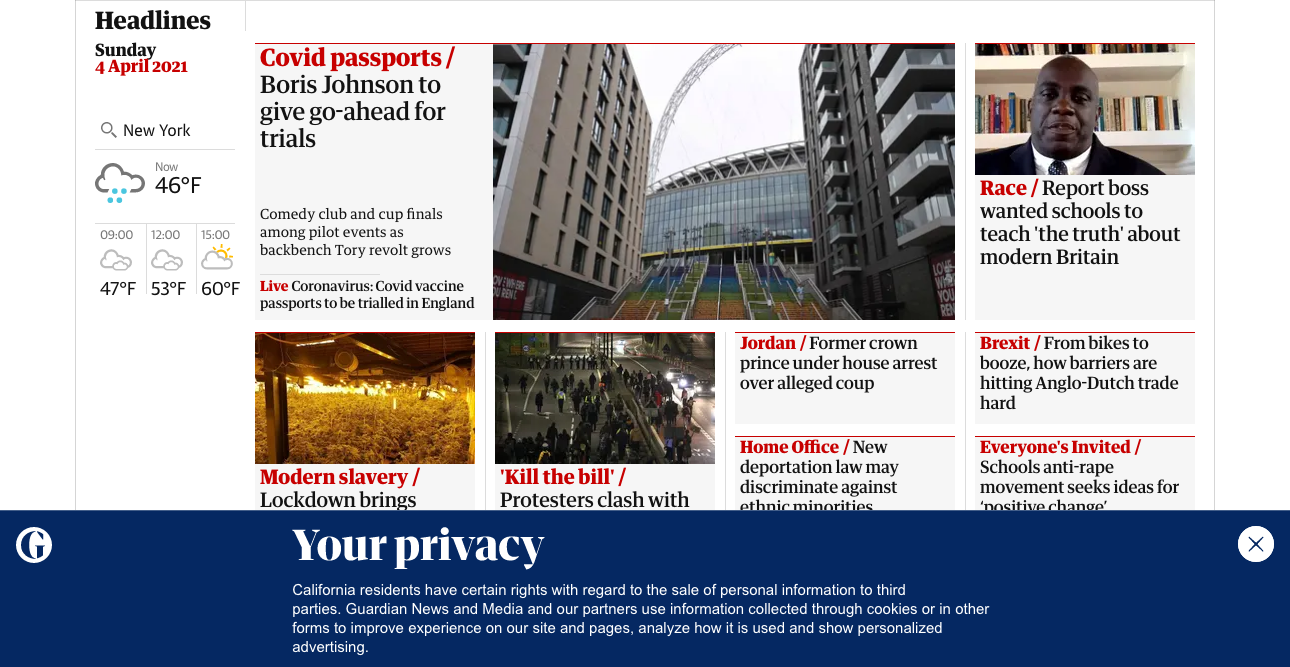 Headlines
Sunday
4 April 2021
New York
Now
46°F
09:00
12:00
15:00
47°F
53°F
60°F
Covid passports /
Boris Johnson to
give go-ahead for
trials
Comedy club and cup finals
among pilot events as
backbench Tory revolt grows
Live Coronavirus: Covid vaccine
passports to be trialled in England
Race / Report boss
wanted schools to
teach 'the truth' about
modern Britain
Modern slavery /
Lockdown brings
'Kill the bill' /
Protesters clash with
Jordan / Former crown
prince under house arrest
over alleged coup
Home Office / New
deportation law may
discriminate against
ethnic minorities
Brexit / From bikes to
booze, how barriers are
hitting Anglo-Dutch trade
hard
Everyone's Invited /
Schools anti-rape
movement seeks ideas for
‘positive change’
Your privacy
California residents have certain rights with regard to the sale of personal information to third
parties. Guardian News and Media and our partners use information collected through cookies or in other
forms to improve experience on our site and pages, analyze how it is used and show personalized
advertising.